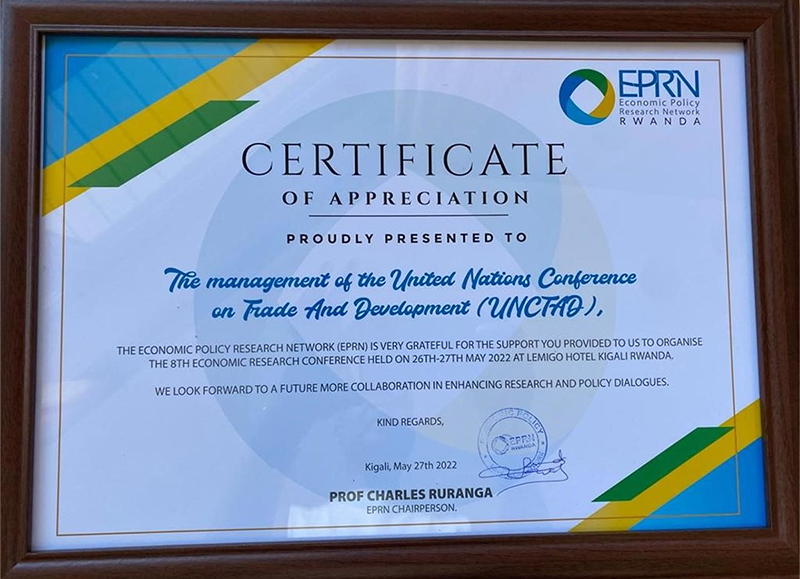 EPRN
Economic Policy
Research Network
RWANDA
CERTIFICATE
OF APPRECIATION
PROUDLY PRESENTED TO
The management of the United Nations Conference
on Trade And Development (UNCTAD),
THE ECONOMIC POLICY RESEARCH NETWORK (EPRN) IS VERY GRATEFUL FOR THE SUPPORT YOU PROVIDED TO US TO ORGANISE
THE 8TH ECONOMIC RESEARCH CONFERENCE HELD ON 26TH-27TH MAY 2022 AT LEMIGO HOTEL KIGALI RWANDA.
WE LOOK FORWARD TO A FUTURE MORE COLLABORATION IN ENHANCING RESEARCH AND POLICY DIALOGUES.
KIND REGARDS,
EPRN
RWANDA
Kigali, May 27th 2022
PROF CHARLES RURANGA
EPRN CHAIRPERSON.